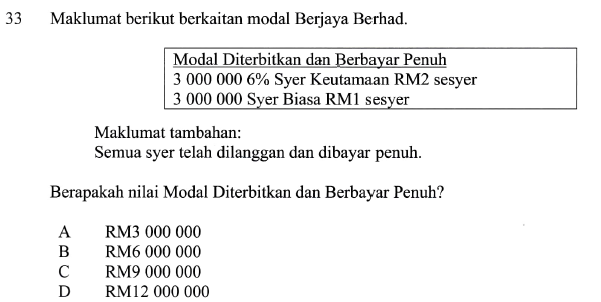 33 Maklumat berikut berkaitan modal Berjaya Berhad.
Modal Diterbitkan dan Berbayar Penuh
3 000 000 6% Syer Keutamaan RM2 sesyer
3 000 000 Syer Biasa RM1 sesyer
Maklumat tambahan:
Semua syer telah dilanggan dan dibayar penuh.
Berapakah nilai Modal Diterbitkan dan Berbayar Penuh?
A RM3 000 000
B RM6 000 000
C RM9 000 000
D RM12 000 000